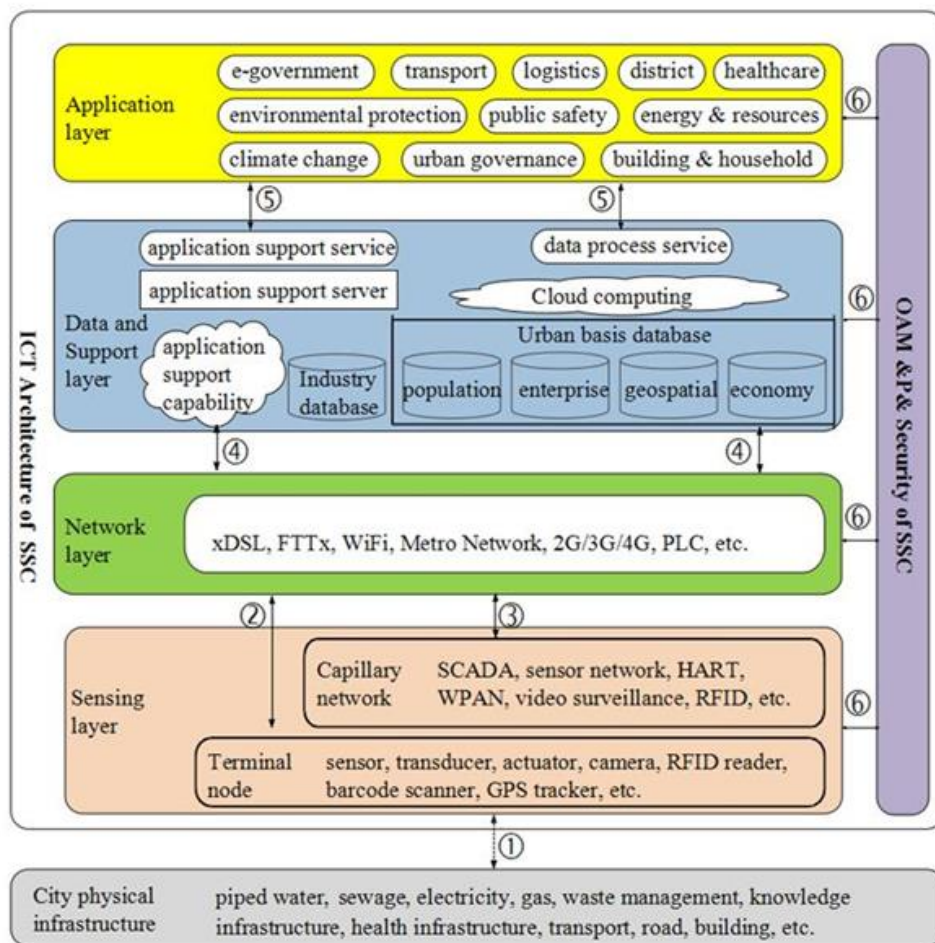 ICT Architecture of SSC
Application
layer
e-government
transport
logistics
district
healthcare
environmental protection
public safety
energy & resources
climate change
urban governance
building & household
⑥
⑤
⑤
Data and
Support
layer
application support service
application support server
application
support
capability
Industry
database
data process service
Cloud computing
Urban basis database
population
enterprise
geospatial
economy
⑥
④
④
Network
layer
xDSL, FTTx, WiFi, Metro Network, 2G/3G/4G, PLC, etc.
⑥
②
③
Sensing
layer
Capillary
network
SCADA, sensor network, HART,
WPAN, video surveillance, RFID, etc.
Terminal
node
sensor, transducer, actuator, camera, RFID reader,
barcode scanner, GPS tracker, etc.
⑥
①
OAM &P& Security of SSC
City physical
infrastructure
piped water, sewage, electricity, gas, waste management, knowledge
infrastructure, health infrastructure, transport, road, building, etc.